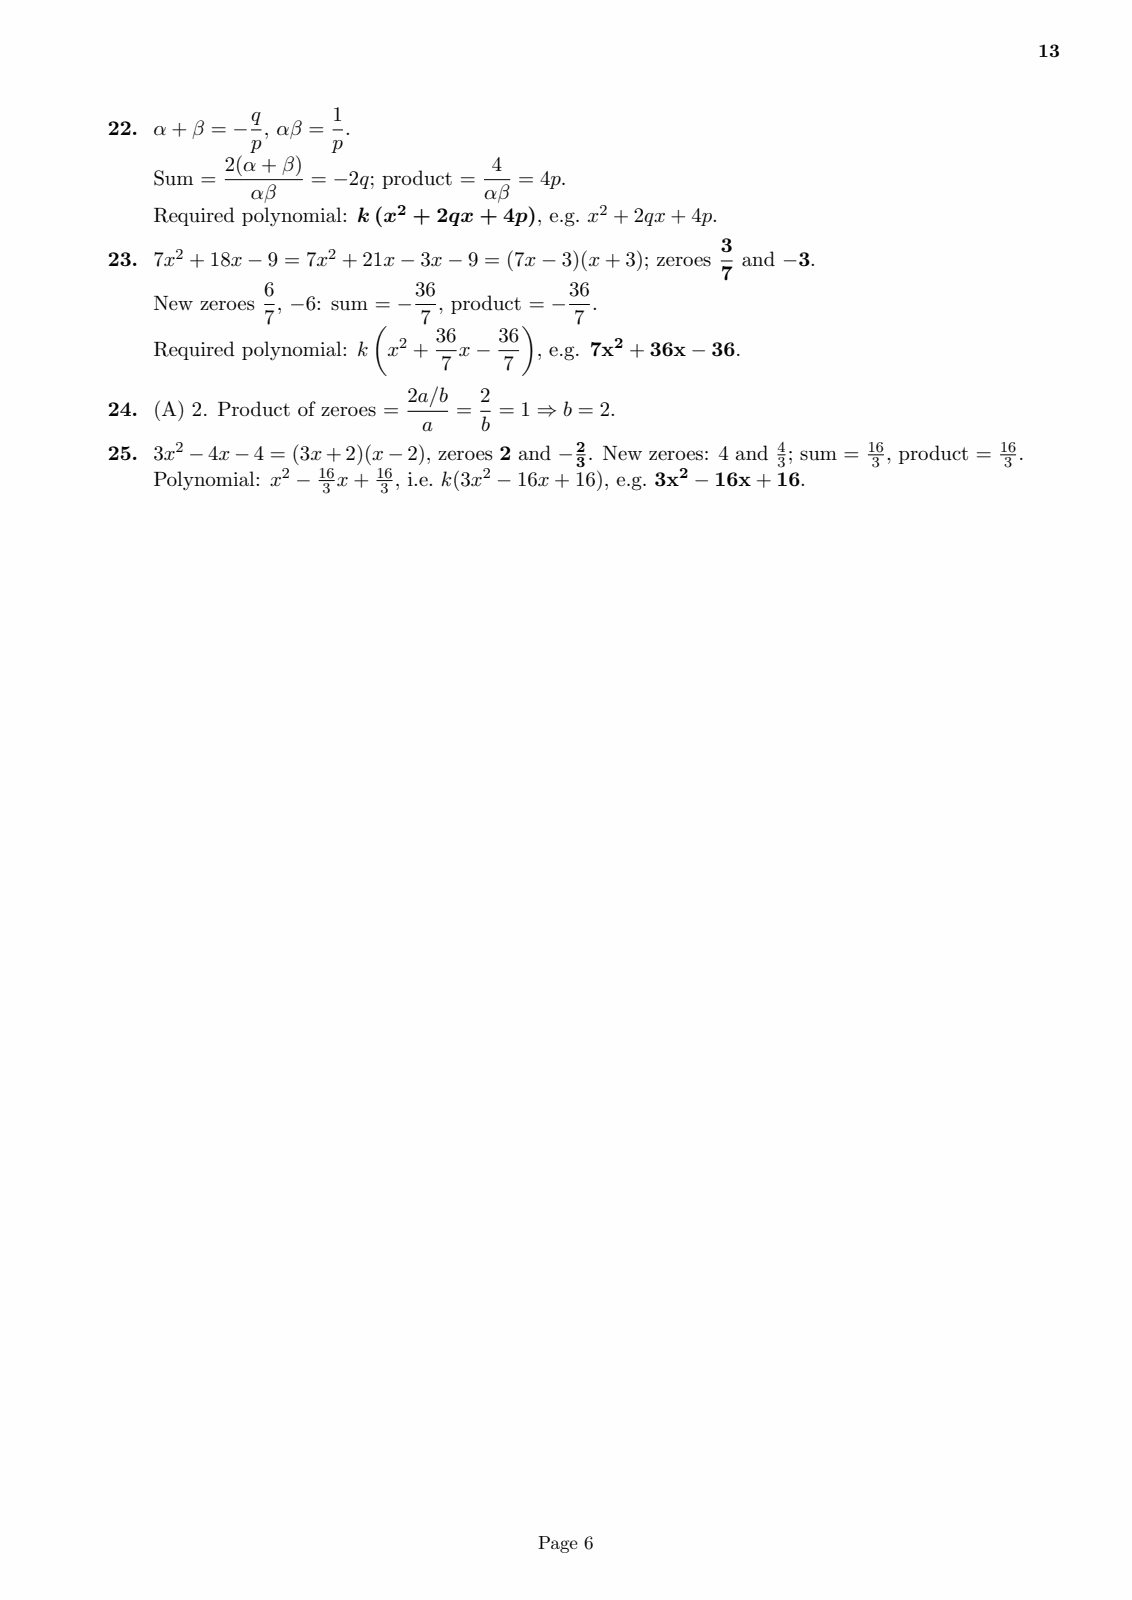 13
22. α + β = −q/p, αβ = 1/p.
Sum = 2(α + β)/αβ = −2q; product = 4/αβ = 4p.
Required polynomial: k (x² + 2qx + 4p), e.g. x² + 2qx + 4p.
23. 7x² + 18x − 9 = 7x² + 21x − 3x − 9 = (7x − 3)(x + 3); zeroes 3/7 and −3.
New zeroes 6/7, −6: sum = −36/7, product = −36/7.
Required polynomial: k (x² + 36/7 x − 36/7), e.g. 7x² + 36x − 36.
24. (A) 2. Product of zeroes = (2a/b)/a = 2/b = 1 ⇒ b = 2.
25. 3x² − 4x − 4 = (3x + 2)(x − 2), zeroes 2 and −2/3. New zeroes: 4 and 4/3; sum = 16/3, product = 16/3.
Polynomial: x² − 16/3 x + 16/3, i.e. k(3x² − 16x + 16), e.g. 3x² − 16x + 16.
Page 6